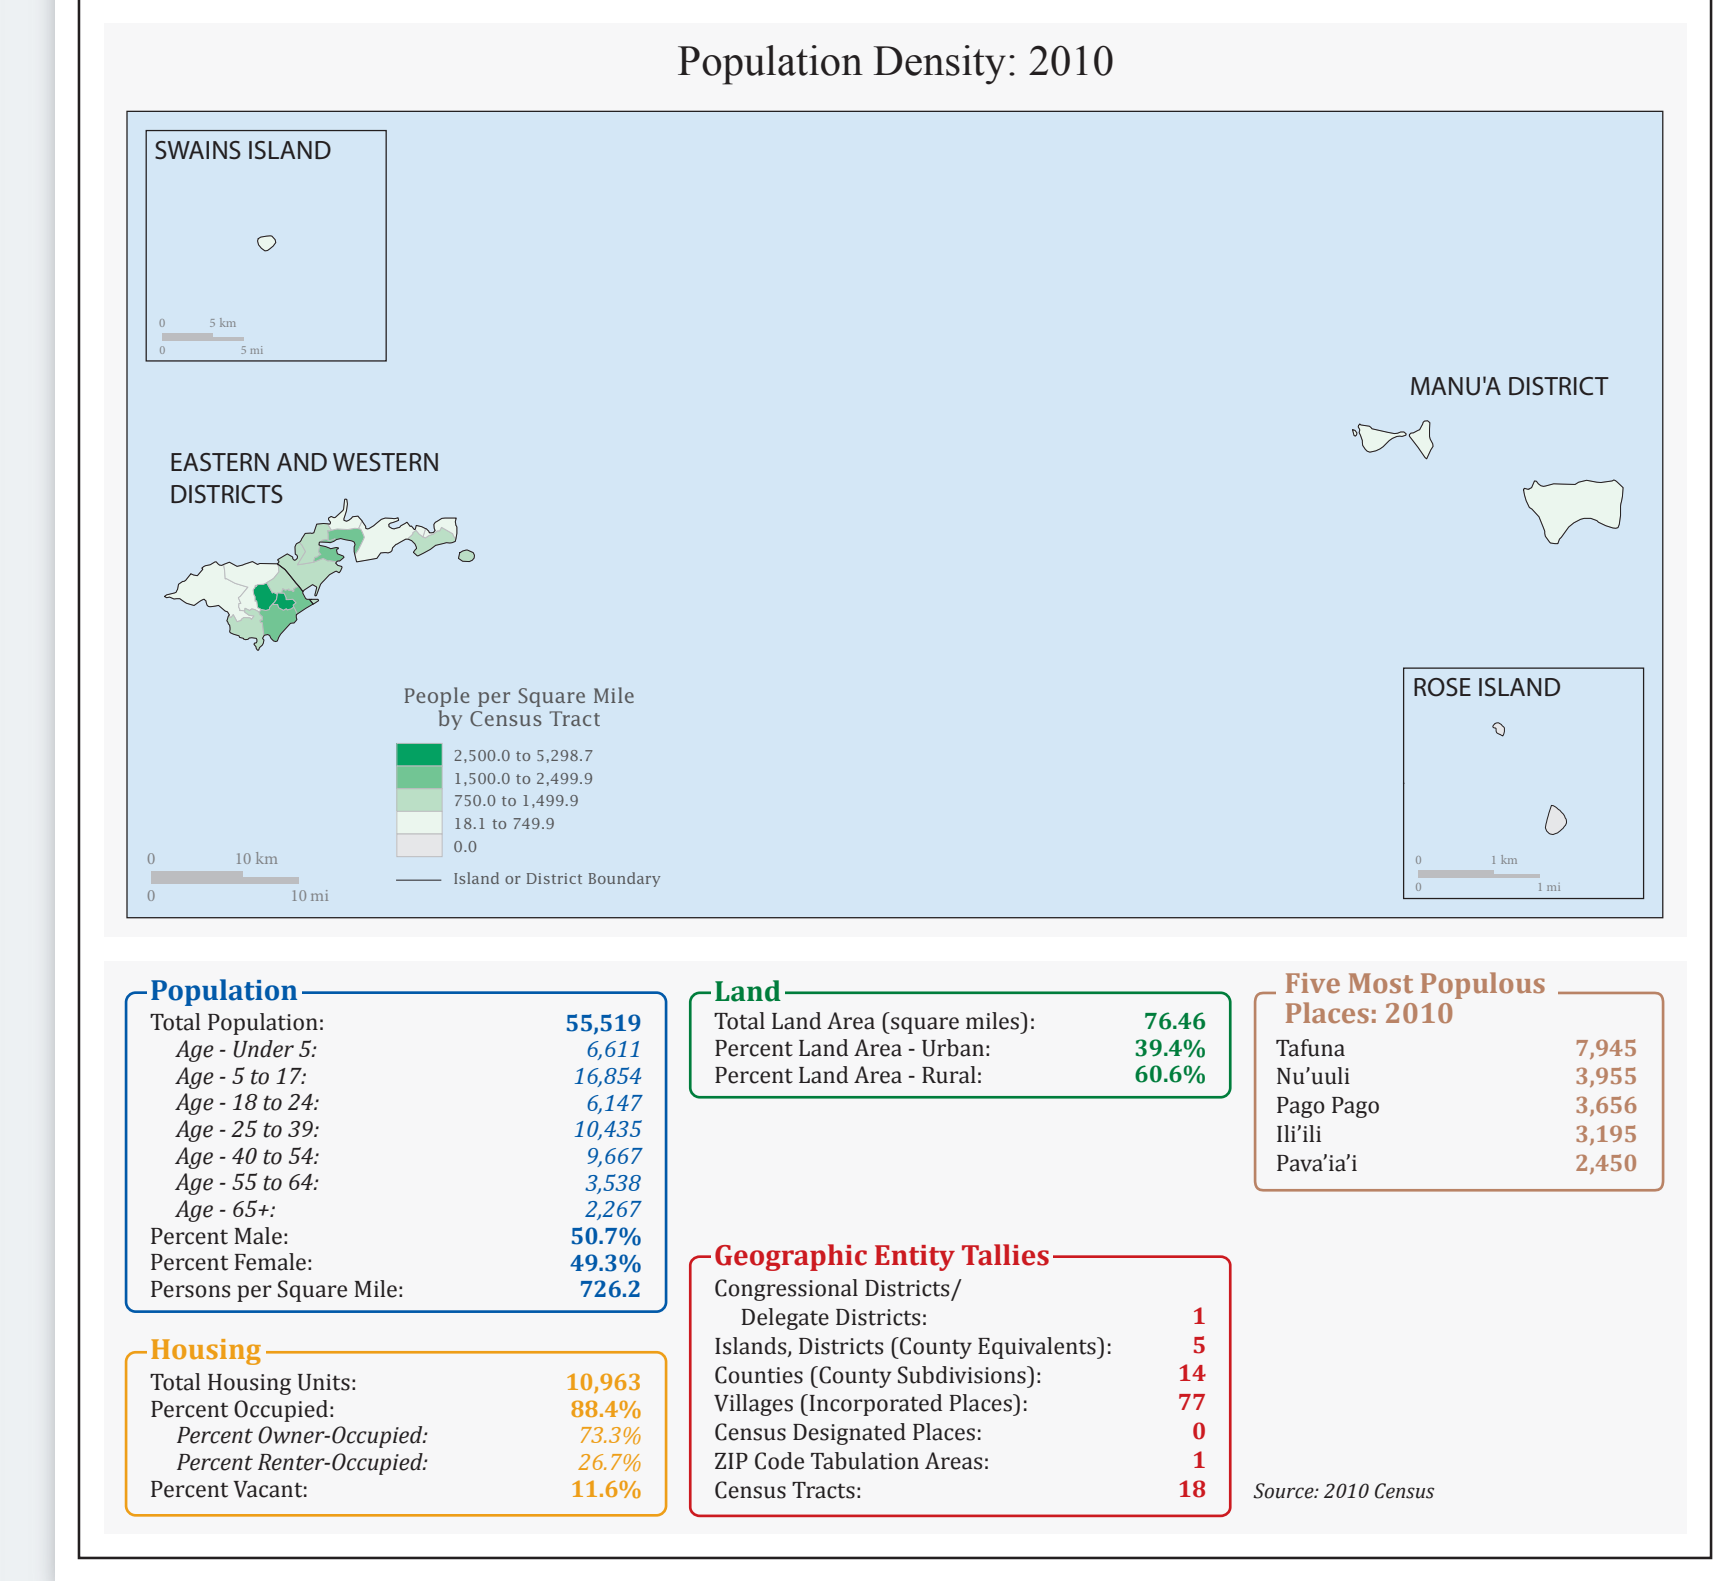 Population Density: 2010
SWAINS ISLAND
0 5 km
0 5 mi
MANU'A DISTRICT
EASTERN AND WESTERN
DISTRICTS
ROSE ISLAND
0 1 km
0 1 mi
People per Square Mile
by Census Tract
2,500.0 to 5,298.7
1,500.0 to 2,499.9
750.0 to 1,499.9
18.1 to 749.9
0.0
Island or District Boundary
0 10 km
0 10 mi
Population
Total Population: 55,519
Age - Under 5: 6,611
Age - 5 to 17: 16,854
Age - 18 to 24: 6,147
Age - 25 to 39: 10,435
Age - 40 to 54: 9,667
Age - 55 to 64: 3,538
Age - 65+: 2,267
Percent Male: 50.7%
Percent Female: 49.3%
Persons per Square Mile: 726.2
Housing
Total Housing Units: 10,963
Percent Occupied: 88.4%
Percent Owner-Occupied: 73.3%
Percent Renter-Occupied: 26.7%
Percent Vacant: 11.6%
Land
Total Land Area (square miles): 76.46
Percent Land Area - Urban: 39.4%
Percent Land Area - Rural: 60.6%
Geographic Entity Tallies
Congressional Districts/
Delegate Districts: 1
Islands, Districts (County Equivalents): 5
Counties (County Subdivisions): 14
Villages (Incorporated Places): 77
Census Designated Places: 0
ZIP Code Tabulation Areas: 1
Census Tracts: 18
Five Most Populous
Places: 2010
Tafuna 7,945
Nu’uuli 3,955
Pago Pago 3,656
Ili’ili 3,195
Pava’ia’i 2,450
Source: 2010 Census